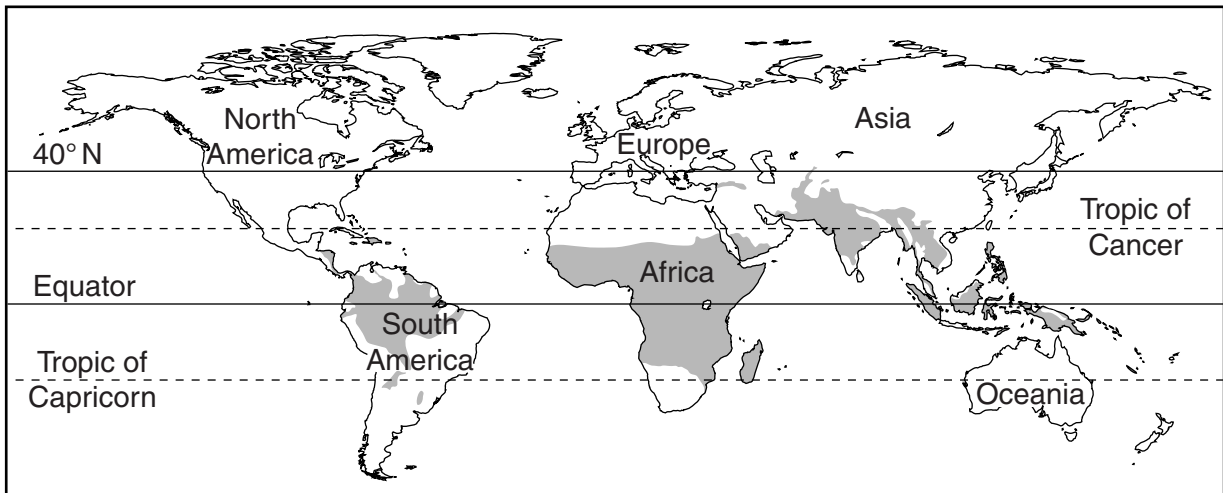 North
America
40° N
Europe
Asia
Tropic of
Cancer
Equator
Africa
South
America
Tropic of
Capricorn
Oceania